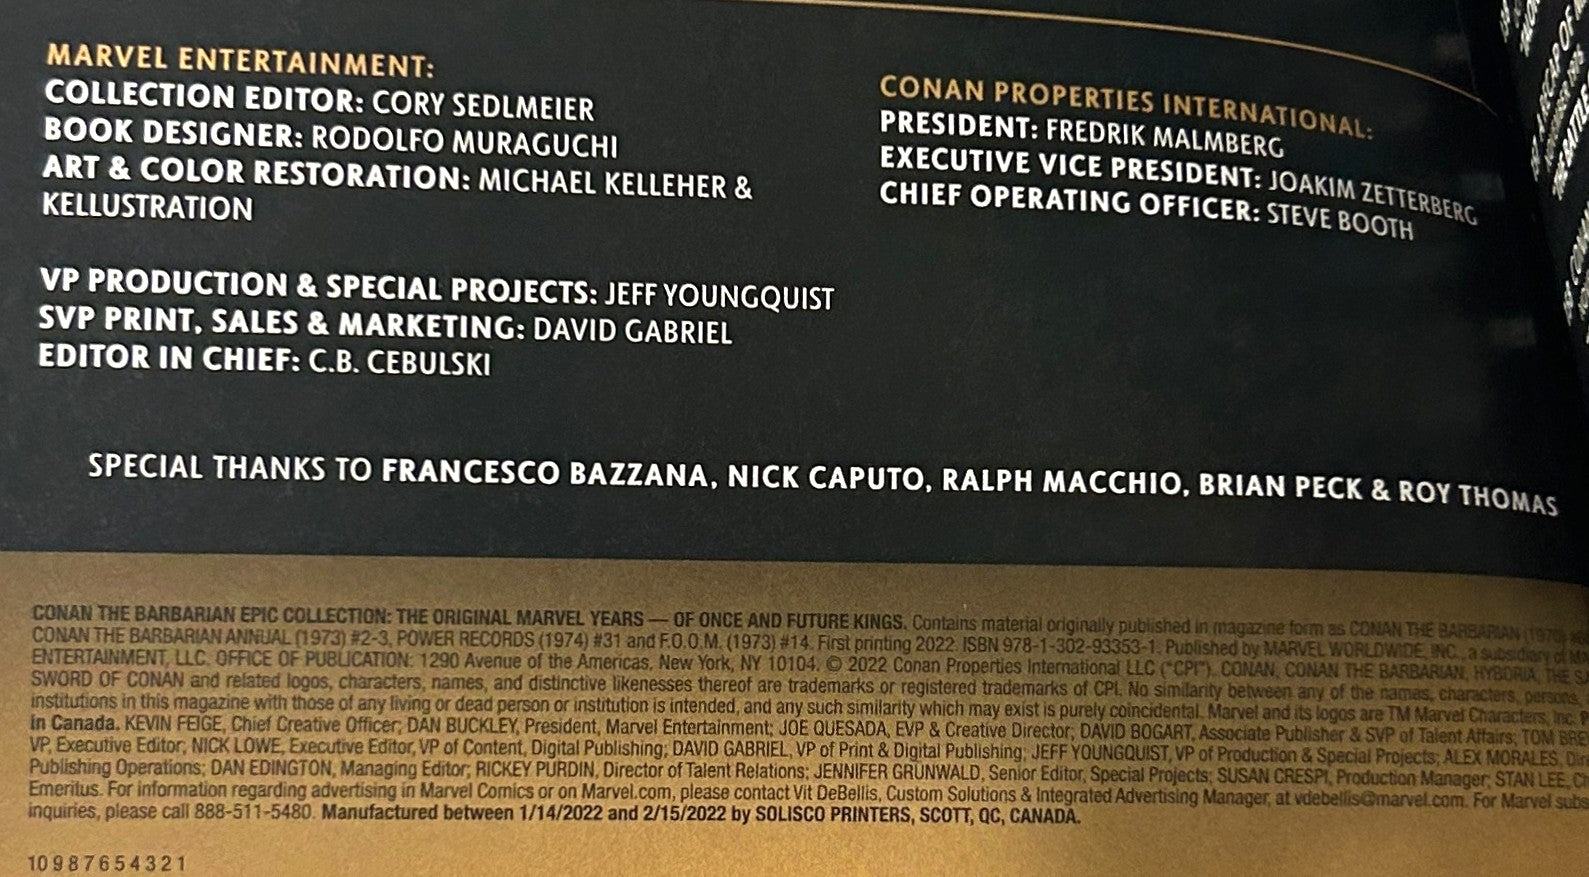 MARVEL ENTERTAINMENT:
COLLECTION EDITOR: CORY SEDLMEIER
BOOK DESIGNER: RODOLFO MURAGUCHI
ART & COLOR RESTORATION: MICHAEL KELLEHER &
KELLUSTRATION
VP PRODUCTION & SPECIAL PROJECTS: JEFF YOUNGQUIST
SVP PRINT, SALES & MARKETING: DAVID GABRIEL
EDITOR IN CHIEF: C.B. CEBULSKI
CONAN PROPERTIES INTERNATIONAL:
PRESIDENT: FREDRIK MALMBERG
EXECUTIVE VICE PRESIDENT: JOAKIM ZETTERBERG
CHIEF OPERATING OFFICER: STEVE BOOTH
SPECIAL THANKS TO FRANCESCO BAZZANA, NICK CAPUTO, RALPH MACCHIO, BRIAN PECK & ROY THOMAS
CONAN THE BARBARIAN EPIC COLLECTION: THE ORIGINAL MARVEL YEARS — OF ONCE AND FUTURE KINGS. Contains material originally published in magazine form as CONAN THE BARBARIAN (1970)
CONAN THE BARBARIAN ANNUAL (1973) #2-3, POWER RECORDS (1974) #31 and F.O.O.M. (1973) #14. First printing 2022. ISBN 978-1-302-93353-1. Published by MARVEL WORLDWIDE, INC., a subsidiary of
ENTERTAINMENT, LLC. OFFICE OF PUBLICATION: 1290 Avenue of the Americas, New York, NY 10104. © 2022 Conan Properties International LLC ("CPI"). CONAN, CONAN THE BARBARIAN, HYBORIA, THE
SWORD OF CONAN and related logos, characters, names, and distinctive likenesses thereof are trademarks or registered trademarks of CPI. No similarity between any of the names, characters, persons,
institutions in this magazine with those of any living or dead person or institution is intended, and any such similarity which may exist is purely coincidental. Marvel and its logos are TM Marvel Characters, Inc.
in Canada. KEVIN FEIGE, Chief Creative Officer; DAN BUCKLEY, President, Marvel Entertainment; JOE QUESADA, EVP & Creative Director; DAVID BOGART, Associate Publisher & SVP of Talent Affairs; TOM
VP, Executive Editor; NICK LOWE, Executive Editor, VP of Content, Digital Publishing; DAVID GABRIEL, VP of Print & Digital Publishing; JEFF YOUNGQUIST, VP of Production & Special Projects; ALEX MORALES,
Publishing Operations; DAN EDINGTON, Managing Editor; RICKEY PURDIN, Director of Talent Relations; JENNIFER GRÜNWALD, Senior Editor, Special Projects; SUSAN CRESPI, Production Manager; STAN LEE,
Emeritus. For information regarding advertising in Marvel Comics or on Marvel.com, please contact Vit DeBellis, Custom Solutions & Integrated Advertising Manager, at vdebellis@marvel.com. For Marvel
inquiries, please call 888-511-5480. Manufactured between 1/14/2022 and 2/15/2022 by SOLISCO PRINTERS, SCOTT, QC, CANADA.
10 9 8 7 6 5 4 3 2 1
RECAP OF